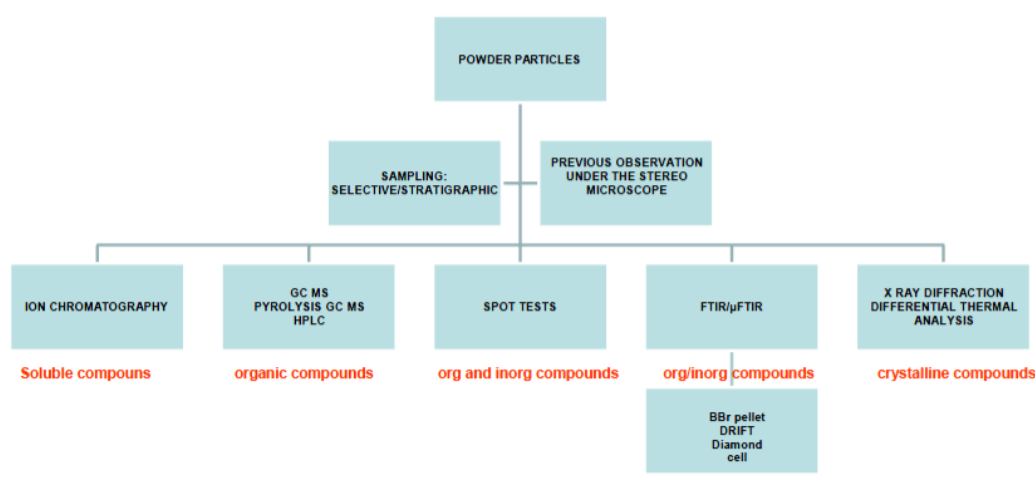 POWDER PARTICLES
SAMPLING:
SELECTIVE/STRATIGRAPHIC
PREVIOUS OBSERVATION
UNDER THE STEREO
MICROSCOPE
ION CHROMATOGRAPHY
GC MS
PYROLYSIS GC MS
HPLC
SPOT TESTS
FTIR/µFTIR
X RAY DIFFRACTION
DIFFERENTIAL THERMAL
ANALYSIS
Soluble compouns
organic compounds
org and inorg compounds
org/inorg compounds
crystalline compounds
BBr pellet
DRIFT
Diamond
cell